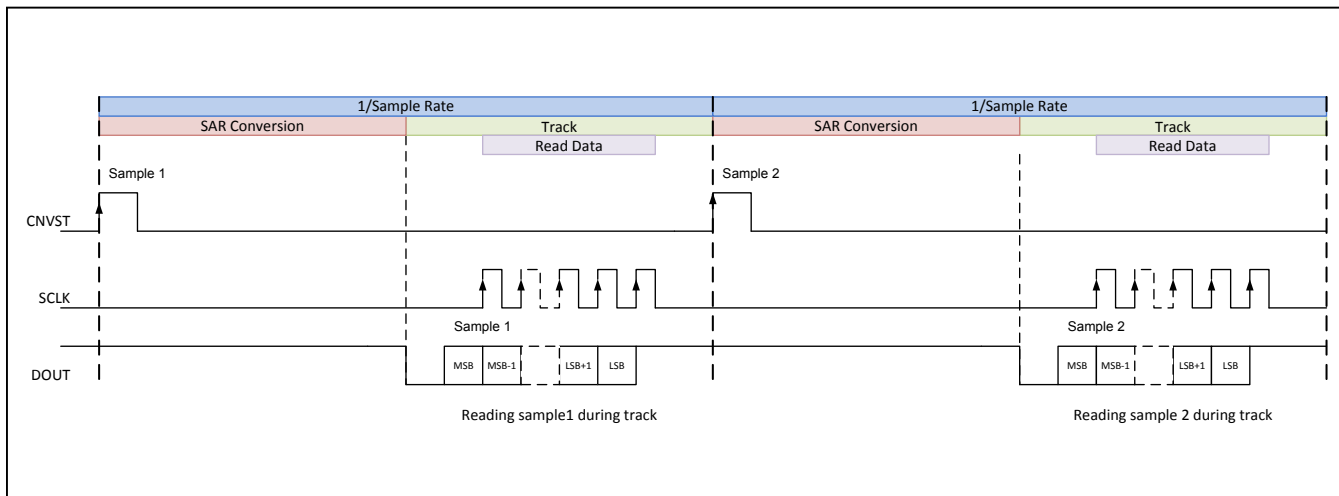 1/Sample Rate 1/Sample Rate
SAR Conversion Track SAR Conversion Track
Read Data Read Data
Sample 1 Sample 2
CNVST
SCLK
Sample 1 Sample 2
DOUT MSB MSB-1 LSB+1 LSB MSB MSB-1 LSB+1 LSB
Reading sample1 during track Reading sample 2 during track